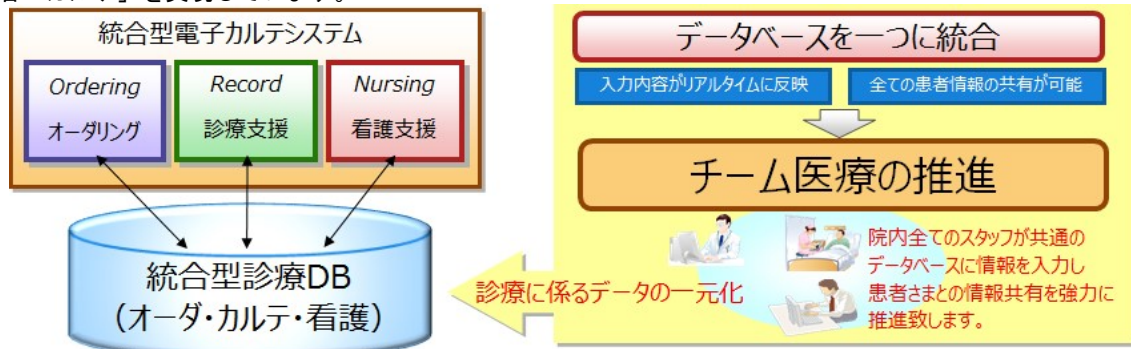 統合型電子カルテシステム
Ordering
オーダリング
Record
診療支援
Nursing
看護支援
統合型診療DB
(オーダ・カルテ・看護)
データベースを一つに統合
入力内容がリアルタイムに反映
全ての患者情報の共有が可能
チーム医療の推進
診療に係るデータの一元化
院内全てのスタッフが共通の
データベースに情報を入力し
患者さまとの情報共有を強力に
推進致します。